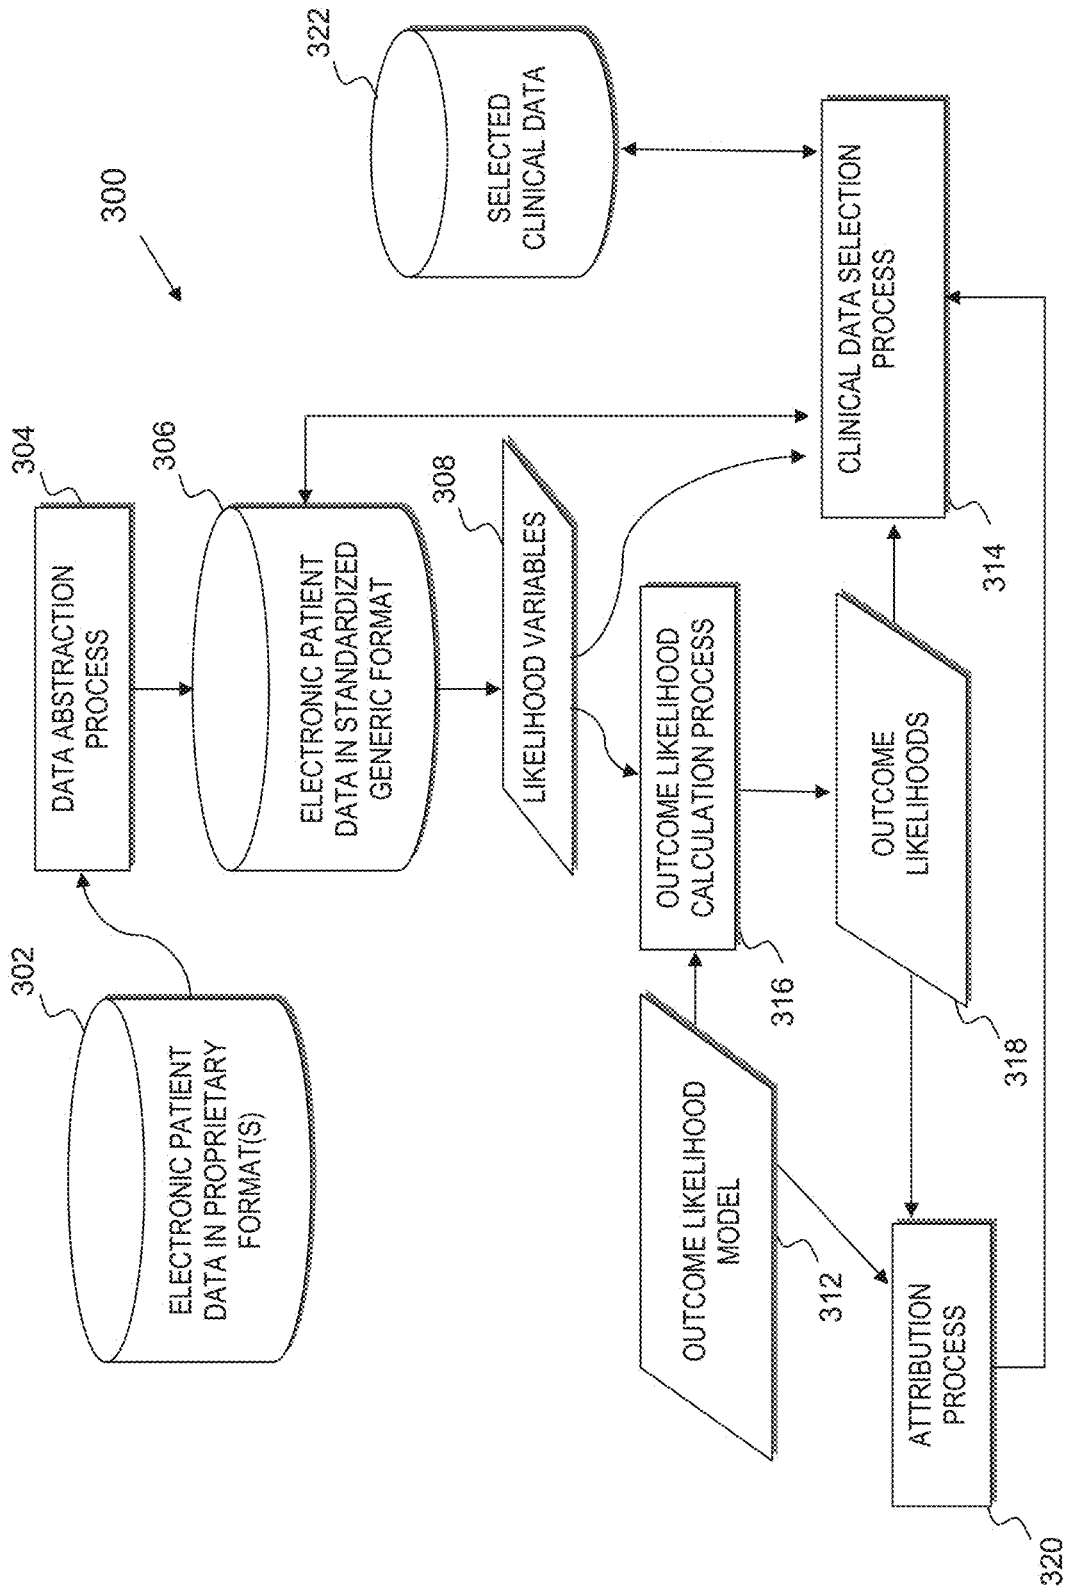 300
302
ELECTRONIC PATIENT
DATA IN PROPRIETARY
FORMAT(S)
304
DATA ABSTRACTION
PROCESS
306
ELECTRONIC PATIENT
DATA IN STANDARDIZED
GENERIC FORMAT
308
LIKELIHOOD VARIABLES
322
SELECTED
CLINICAL DATA
OUTCOME LIKELIHOOD
MODEL
312
OUTCOME LIKELIHOOD
CALCULATION PROCESS
316
CLINICAL DATA SELECTION
PROCESS
314
OUTCOME
LIKELIHOODS
318
ATTRIBUTION
PROCESS
320